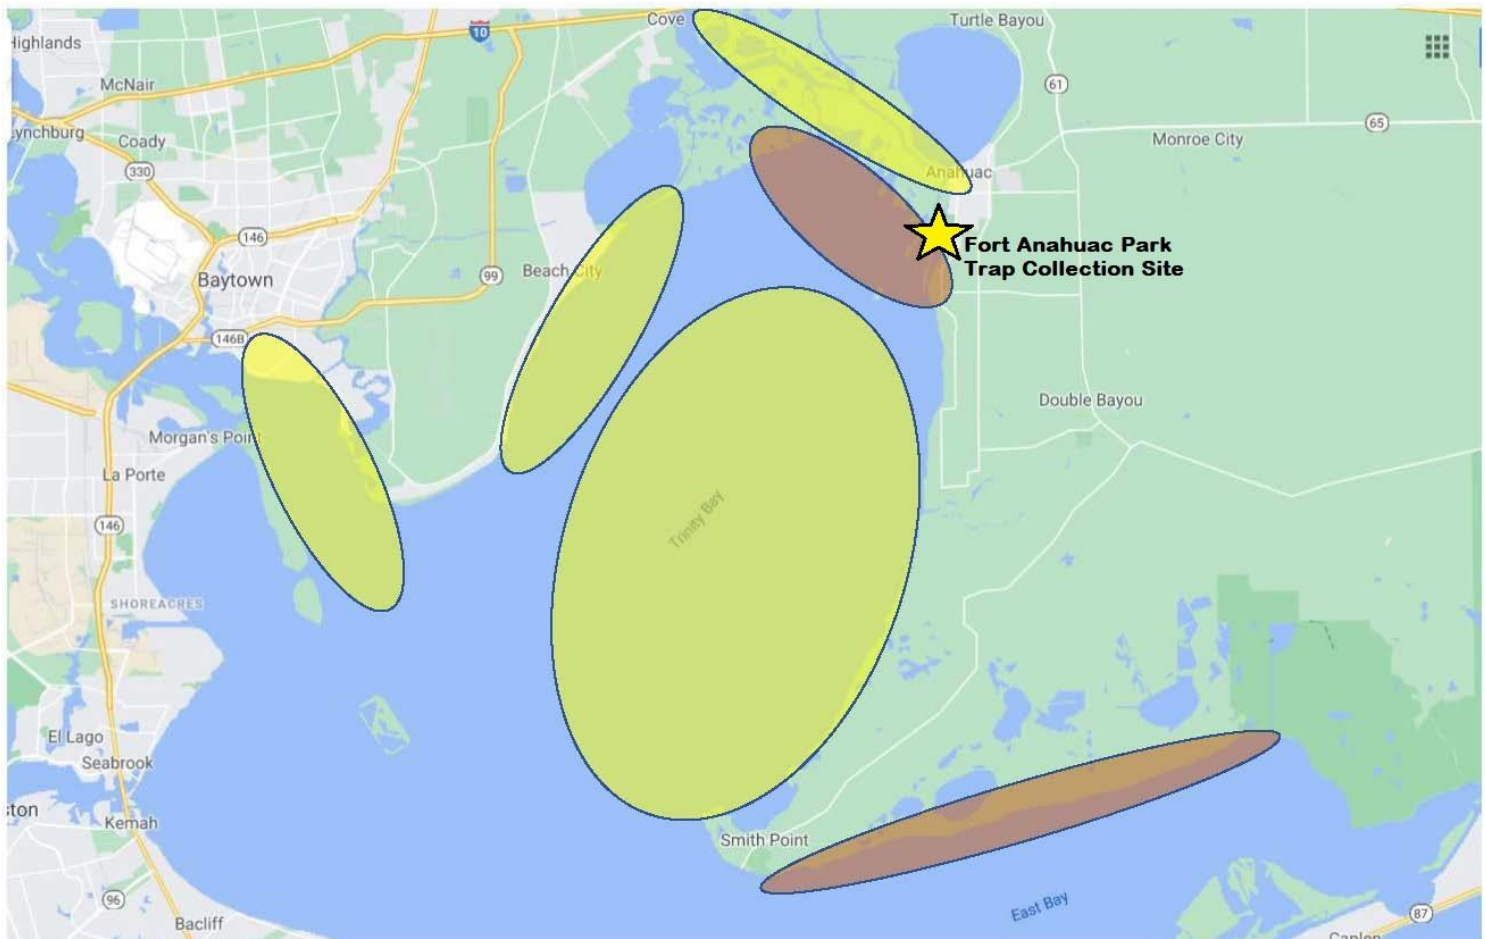 Cove
Turtle Bayou
10
Highlands
McNair
61
65
Lynchburg
Coady
Monroe City
330
Anahuac
146
Fort Anahuac Park
Trap Collection Site
Baytown
Beach City
99
146B
Double Bayou
Morgan's Point
La Porte
Trinity Bay
146
SHOREACRES
El Lago
Seabrook
ston
Kemah
Smith Point
96
East Bay
87
Bacliff